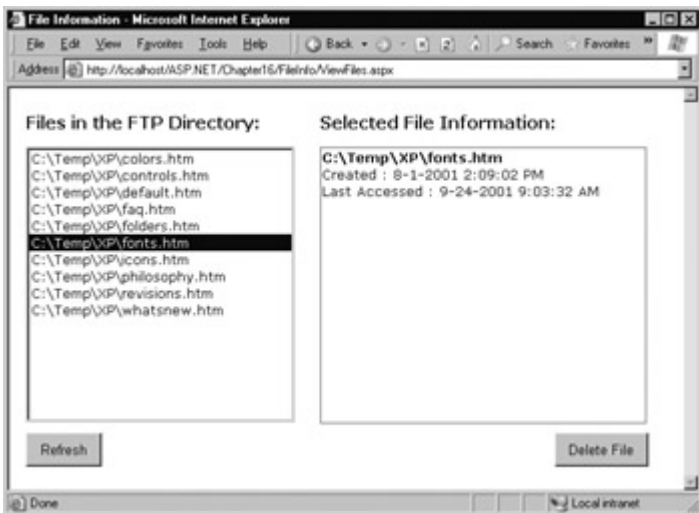 File Information - Microsoft Internet Explorer
File Edit View Favorites Tools Help Back Search Favorites »
Address http://localhost/ASP.NET/Chapter16/FileInfo/ViewFiles.aspx
Files in the FTP Directory:
C:\Temp\XP\colors.htm
C:\Temp\XP\controls.htm
C:\Temp\XP\default.htm
C:\Temp\XP\faq.htm
C:\Temp\XP\folders.htm
C:\Temp\XP\fonts.htm
C:\Temp\XP\icons.htm
C:\Temp\XP\philosophy.htm
C:\Temp\XP\revisions.htm
C:\Temp\XP\whatsnew.htm
Refresh
Selected File Information:
C:\Temp\XP\fonts.htm
Created : 8-1-2001 2:09:02 PM
Last Accessed : 9-24-2001 9:03:32 AM
Delete File
Done
Local intranet